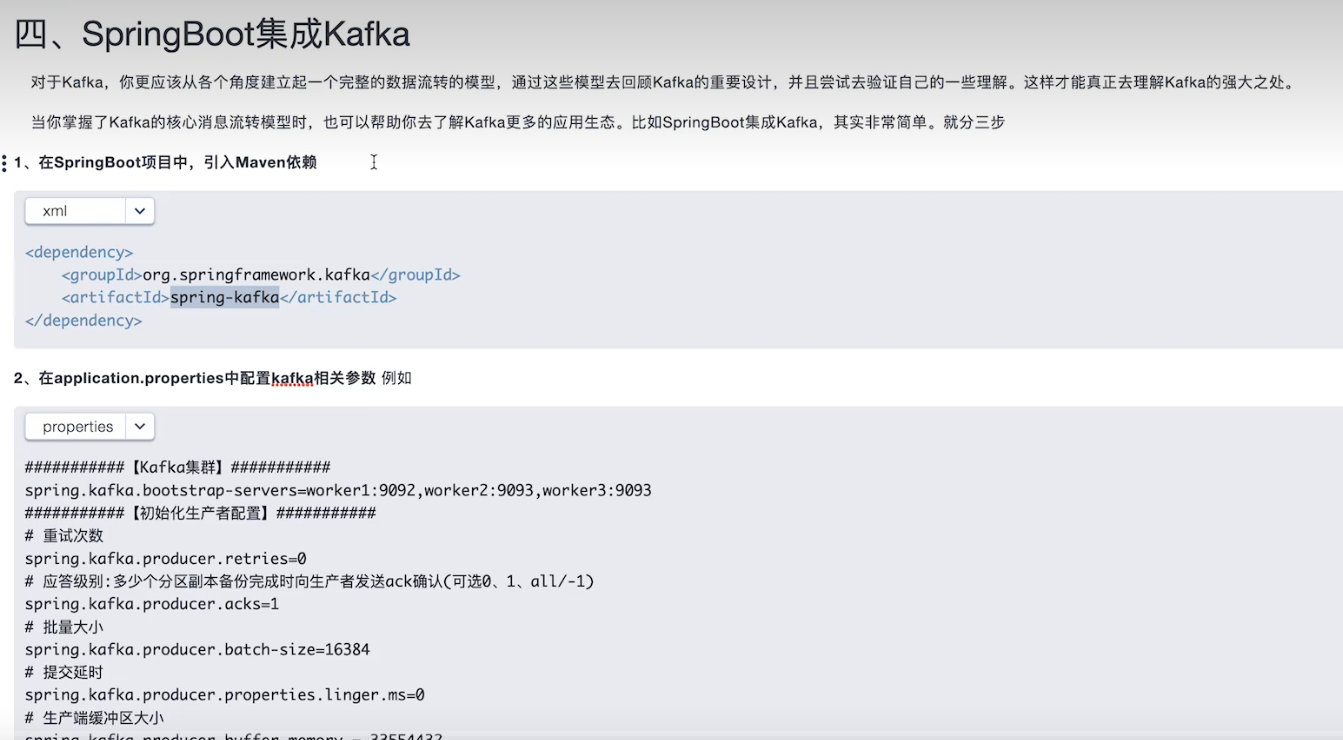 四、SpringBoot集成Kafka
对于Kafka，你更应该从各个角度建立起一个完整的数据流转的模型，通过这些模型去回顾Kafka的重要设计，并且尝试去验证自己的一些理解。这样才能真正去理解Kafka的强大之处。
当你掌握了Kafka的核心消息流转模型时，也可以帮助你去了解Kafka更多的应用生态。比如SpringBoot集成Kafka，其实非常简单。就分三步
1、在SpringBoot项目中，引入Maven依赖
xml
<dependency>
    <groupId>org.springframework.kafka</groupId>
    <artifactId>spring-kafka</artifactId>
</dependency>
2、在application.properties中配置kafka相关参数 例如
properties
###########【Kafka集群】###########
spring.kafka.bootstrap-servers=worker1:9092,worker2:9093,worker3:9093
###########【初始化生产者配置】###########
# 重试次数
spring.kafka.producer.retries=0
# 应答级别:多少个分区副本备份完成时向生产者发送ack确认(可选0、1、all/-1)
spring.kafka.producer.acks=1
# 批量大小
spring.kafka.producer.batch-size=16384
# 提交延时
spring.kafka.producer.properties.linger.ms=0
# 生产端缓冲区大小
spring.kafka.producer.buffer-memory = 33554432